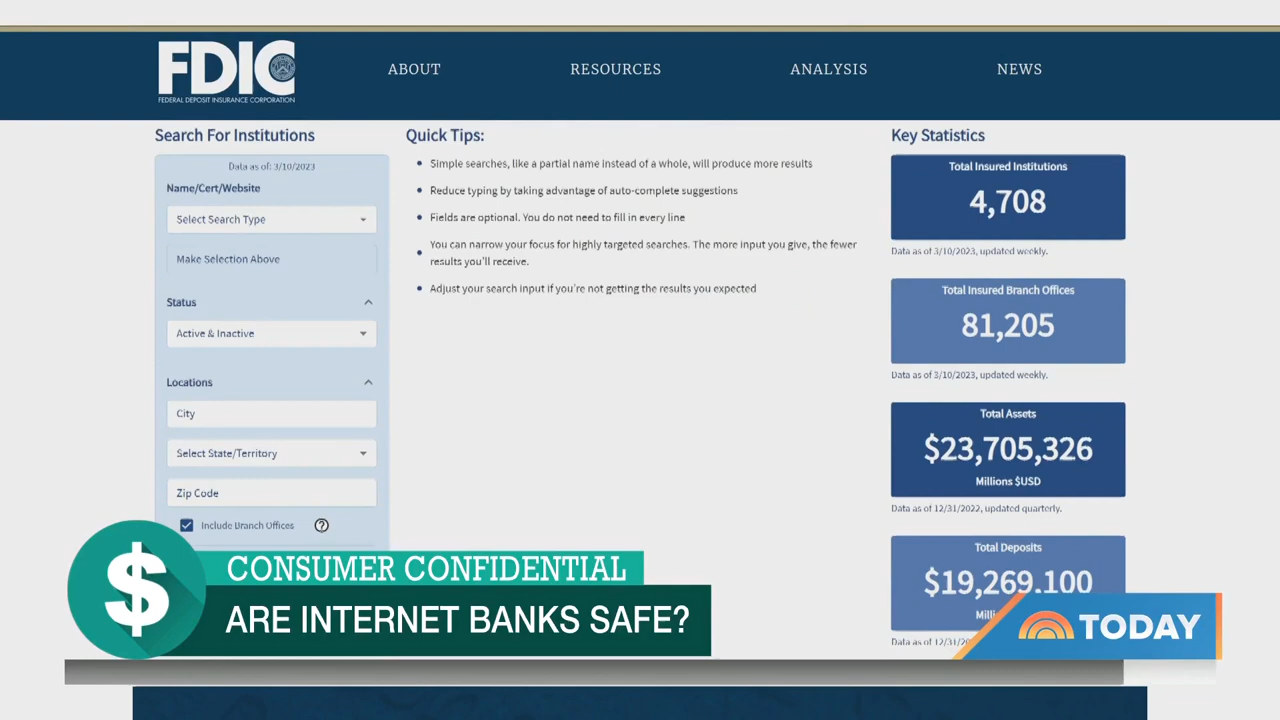 FDIC
FEDERAL DEPOSIT INSURANCE CORPORATION
ABOUT
RESOURCES
ANALYSIS
NEWS
Search For Institutions
Data as of: 3/10/2023
Name/Cert/Website
Select Search Type
Make Selection Above
Status
Active & Inactive
Locations
City
Select State/Territory
Zip Code
Include Branch Offices
Quick Tips:
Simple searches, like a partial name instead of a whole, will produce more results
Reduce typing by taking advantage of auto-complete suggestions
Fields are optional. You do not need to fill in every line
You can narrow your focus for highly targeted searches. The more input you give, the fewer
results you'll receive.
Adjust your search input if you're not getting the results you expected
Key Statistics
Total Insured Institutions
4,708
Data as of 3/10/2023, updated weekly.
Total Insured Branch Offices
81,205
Data as of 3/10/2023, updated weekly.
Total Assets
$23,705,326
Millions $USD
Data as of 12/31/2022, updated quarterly.
Total Deposits
$19,269,100
Data as of 12/31
$
CONSUMER CONFIDENTIAL
ARE INTERNET BANKS SAFE?
TODAY